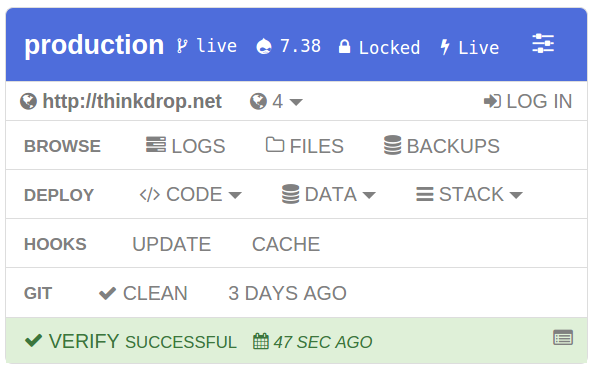 production live 7.38 Locked Live
http://thinkdrop.net 4 LOG IN
BROWSE LOGS FILES BACKUPS
DEPLOY CODE DATA STACK
HOOKS UPDATE CACHE
GIT CLEAN 3 DAYS AGO
VERIFY SUCCESSFUL 47 SEC AGO